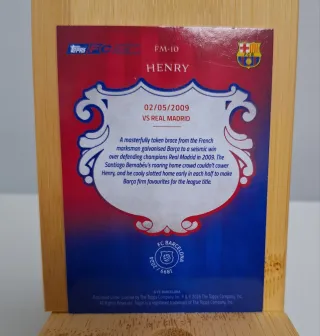 Topps
FM-10
HENRY
02/05/2009
VS REAL MADRID
A masterfully taken brace from the French
marksman galvanised Barça to a seismic win
over defending champions Real Madrid in 2009. The
Santiago Bernabéu's roaring home crowd couldn't cower
Henry, and he coolly slotted home early in each half to make
Barça firm favourites for the league title.
FC BARCELONA